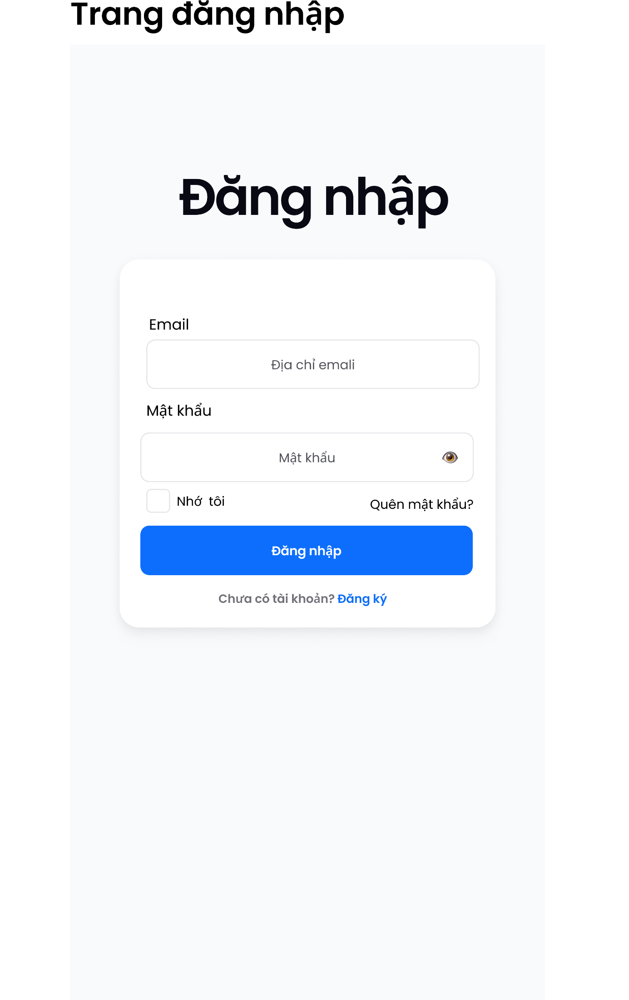 Trang đăng nhập
Đăng nhập
Email
Địa chỉ emali
Mật khẩu
Mật khẩu
Nhớ tôi
Quên mật khẩu?
Đăng nhập
Chưa có tài khoản? Đăng ký